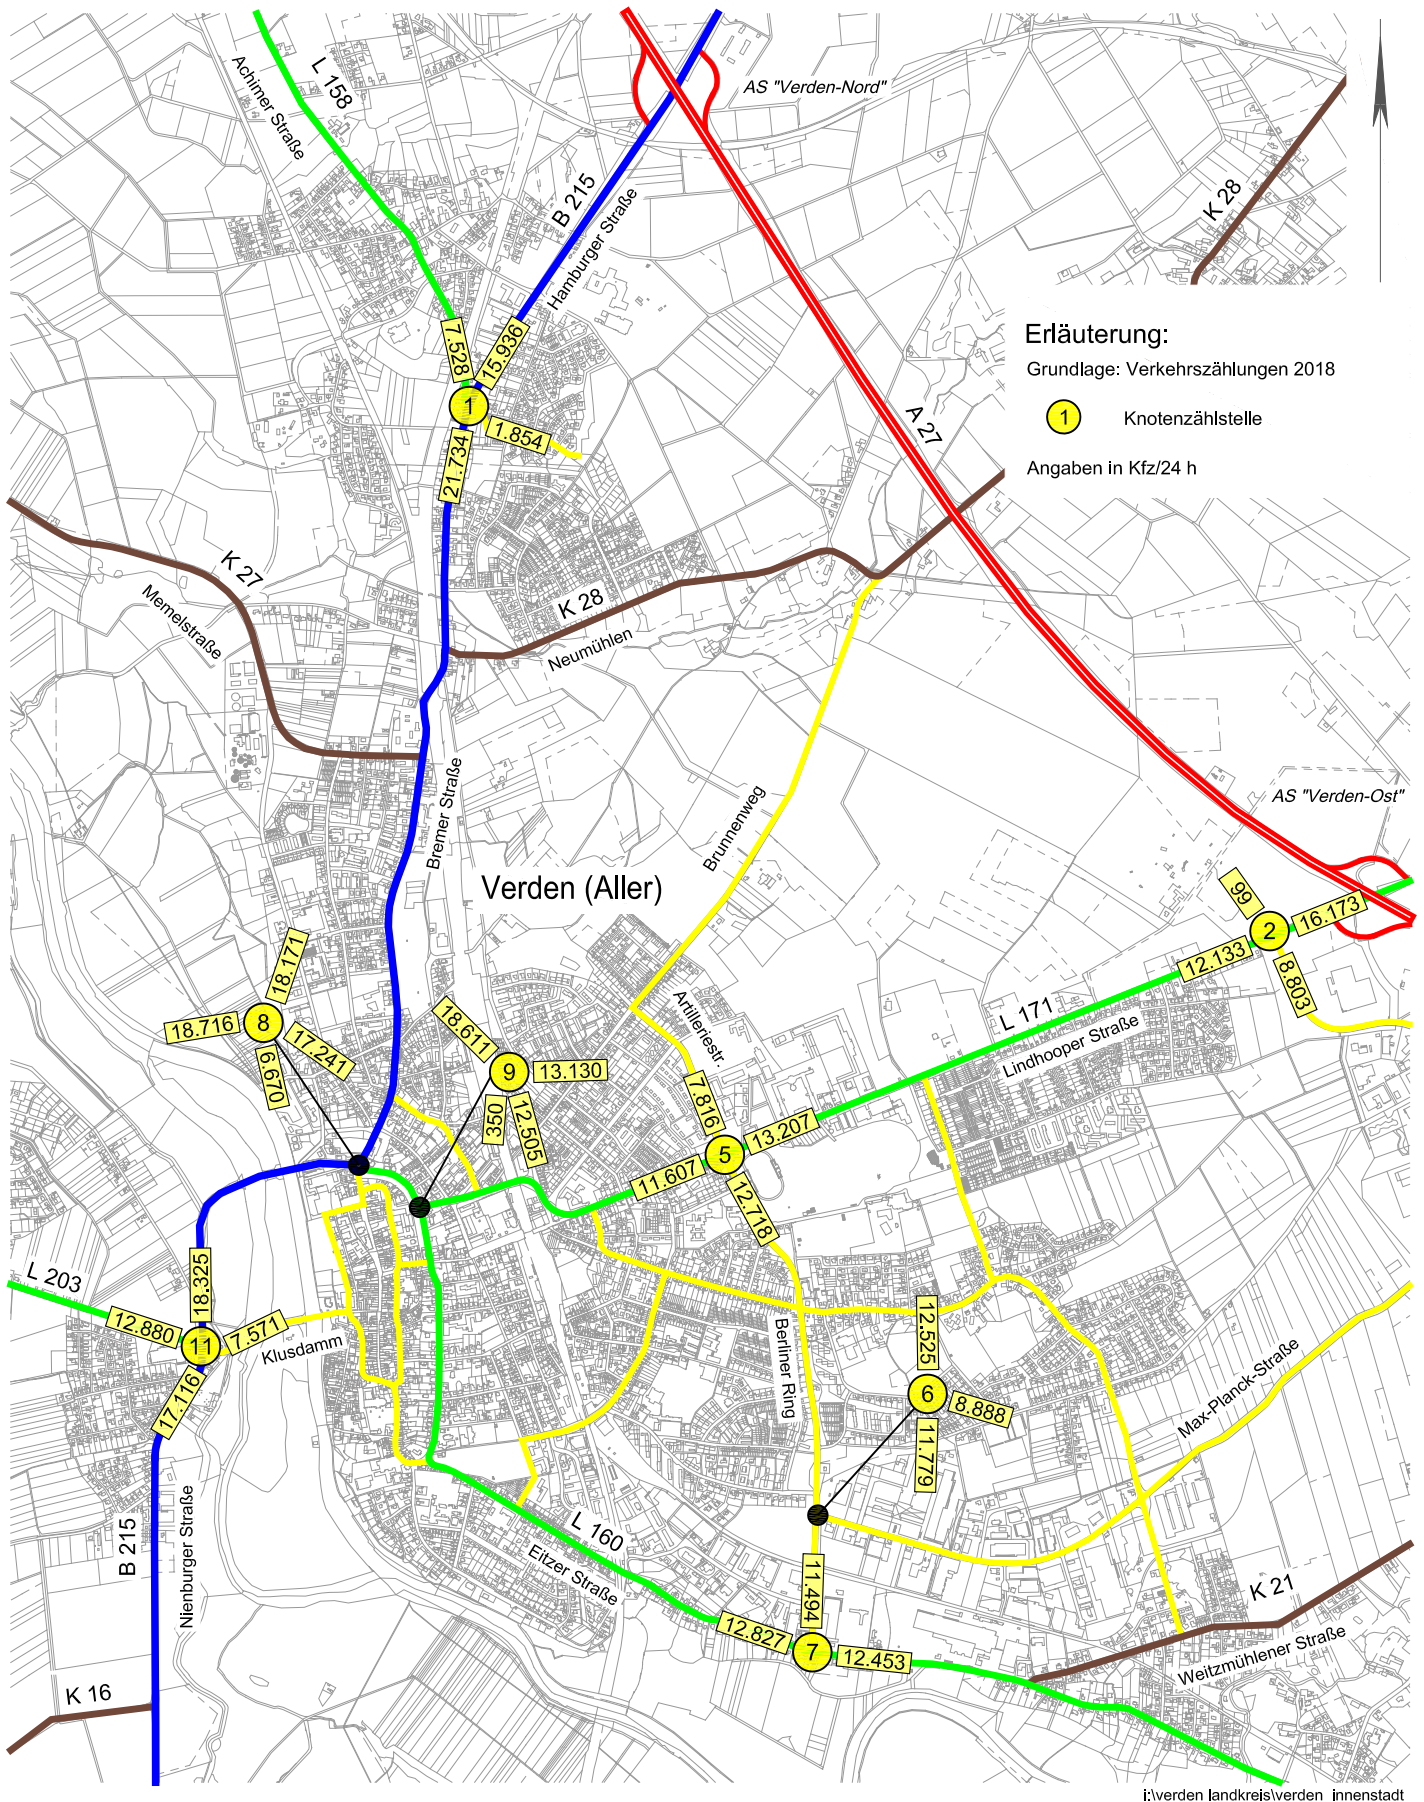 Achimer Straße
L 158
AS "Verden-Nord"
B 215
Hamburger Straße
K 28
Erläuterung:
Grundlage: Verkehrszählungen 2018
1 Knotenzählstelle
Angaben in Kfz/24 h
7.528
15.936
1
1.854
21.734
A 27
K 27
Memelstraße
K 28
Neumühlen
Bremer Straße
Brunnenweg
AS "Verden-Ost"
Verden (Aller)
99
16.173
2
12.133
8.803
18.171
18.716
8
17.241
6.670
18.611
9
13.130
350
12.505
Artilleriestr.
L 171
Lindhooper Straße
7.816
13.207
5
11.607
12.718
L 203
18.325
12.880
11
7.571
Klusdamm
17.116
Berliner Ring
12.525
6
8.888
11.779
Max-Planck-Straße
B 215
Nienburger Straße
L 160
Eitzer Straße
11.494
12.827
7
12.453
K 21
Weitzmühlener Straße
K 16
i:\verden landkreis\verden_innenstadt